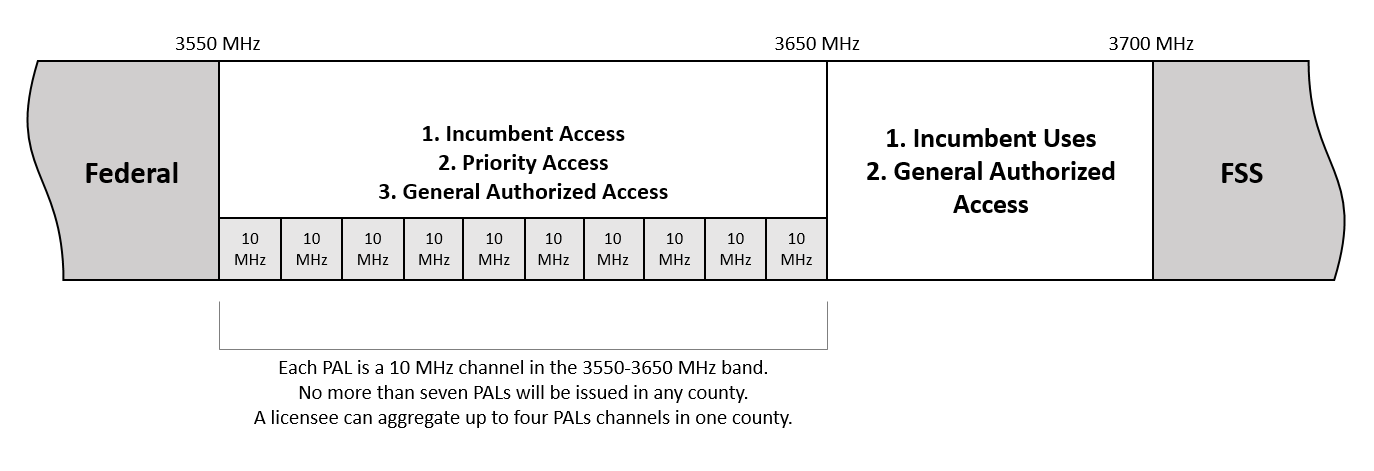 3550 MHz
3650 MHz
3700 MHz
Federal
1. Incumbent Access
2. Priority Access
3. General Authorized Access
1. Incumbent Uses
2. General Authorized
Access
FSS
10
MHz
10
MHz
10
MHz
10
MHz
10
MHz
10
MHz
10
MHz
10
MHz
10
MHz
10
MHz
Each PAL is a 10 MHz channel in the 3550-3650 MHz band.
No more than seven PALs will be issued in any county.
A licensee can aggregate up to four PALs channels in one county.